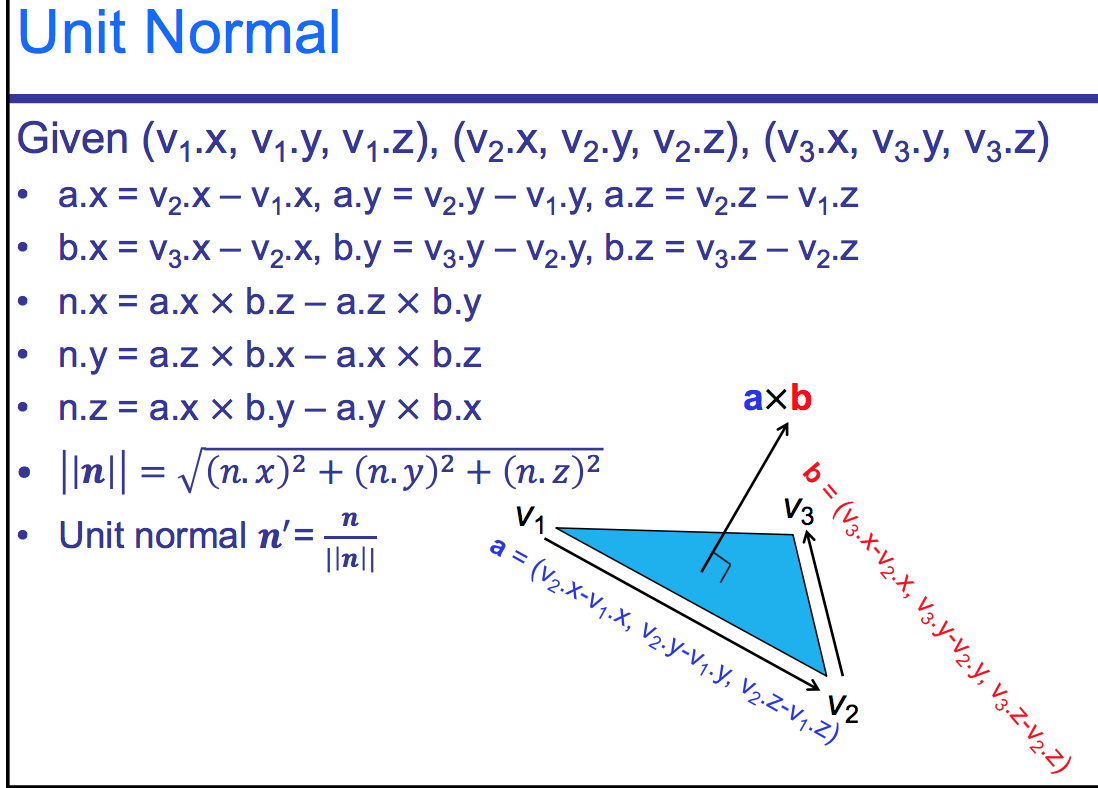 Unit Normal
Given (v₁.x, v₁.y, v₁.z), (v₂.x, v₂.y, v₂.z), (v₃.x, v₃.y, v₃.z)
• a.x = v₂.x – v₁.x, a.y = v₂.y – v₁.y, a.z = v₂.z – v₁.z
• b.x = v₃.x – v₂.x, b.y = v₃.y – v₂.y, b.z = v₃.z – v₂.z
• n.x = a.x × b.z – a.z × b.y
• n.y = a.z × b.x – a.x × b.z
• n.z = a.x × b.y – a.y × b.x
• ||n|| = √(n.x)² + (n.y)² + (n.z)²
• Unit normal n′= n / ||n||
a×b
b = (v₃.x-v₂.x, v₃.y-v₂.y, v₃.z-v₂.z)
v₁
v₃
a = (v₂.x-v₁.x, v₂.y-v₁.y, v₂.z-v₁.z)
v₂